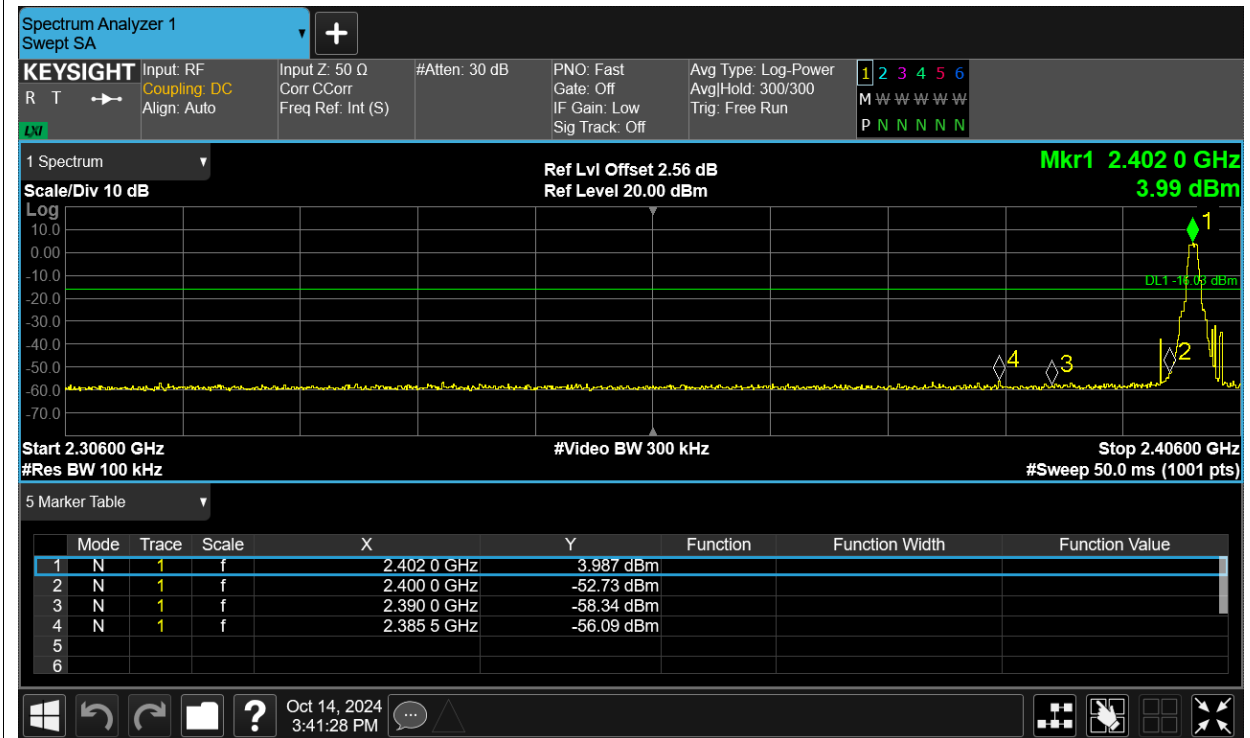 Spectrum Analyzer 1
Swept SA
KEYSIGHT
R T
LXI
Input: RF
Coupling: DC
Align: Auto
Input Z: 50 Ω
Corr CCorr
Freq Ref: Int (S)
#Atten: 30 dB
PNO: Fast
Gate: Off
IF Gain: Low
Sig Track: Off
Avg Type: Log-Power
Avg|Hold: 300/300
Trig: Free Run
1 2 3 4 5 6
M W W W W W
P N N N N N
1 Spectrum
Scale/Div 10 dB
Ref Lvl Offset 2.56 dB
Ref Level 20.00 dBm
Mkr1 2.402 0 GHz
3.99 dBm
Log
10.0
0.00
-10.0
-20.0
-30.0
-40.0
-50.0
-60.0
-70.0
1
DL1 -16.03 dBm
4
3
2
Start 2.30600 GHz
#Res BW 100 kHz
#Video BW 300 kHz
Stop 2.40600 GHz
#Sweep 50.0 ms (1001 pts)
5 Marker Table
Mode Trace Scale X Y Function Function Width Function Value
1 N 1 f 2.402 0 GHz 3.987 dBm
2 N 1 f 2.400 0 GHz -52.73 dBm
3 N 1 f 2.390 0 GHz -58.34 dBm
4 N 1 f 2.385 5 GHz -56.09 dBm
5
6
?
Oct 14, 2024
3:41:28 PM